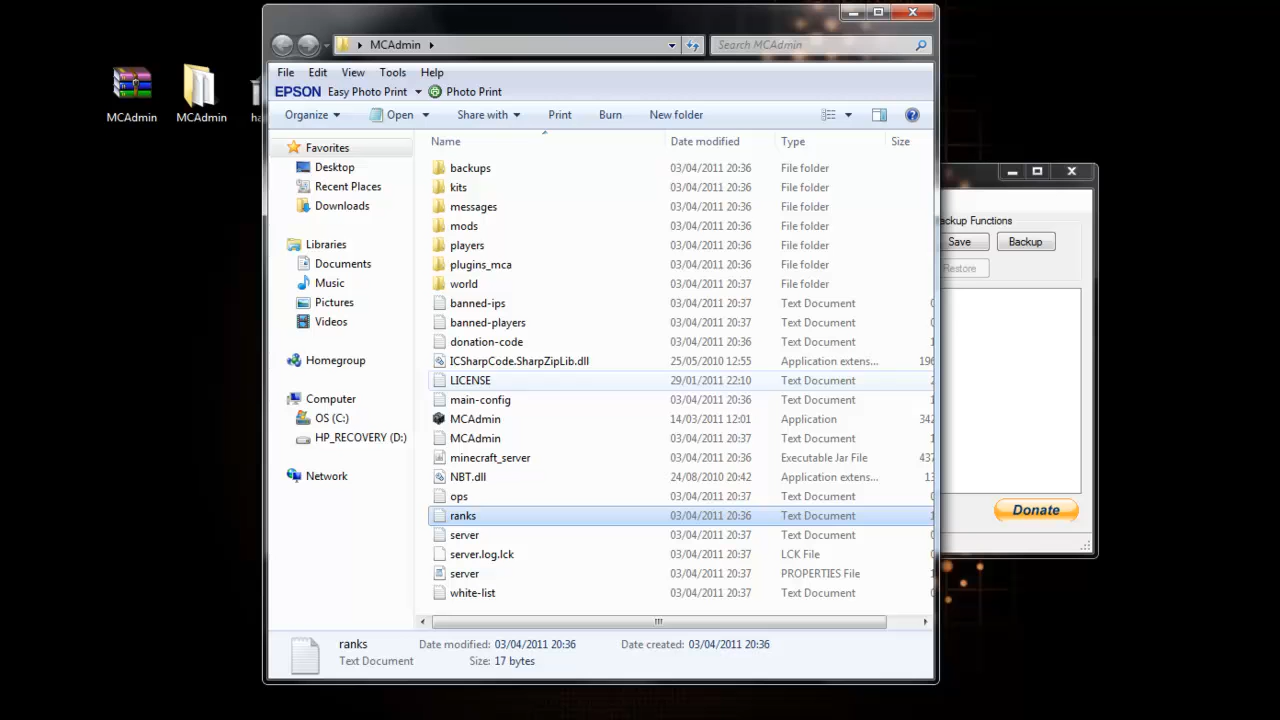 MCAdmin
MCAdmin
MCAdmin
Search MCAdmin
File Edit View Tools Help
EPSON Easy Photo Print Photo Print
Organize Open Share with Print Burn New folder
Favorites
Desktop
Recent Places
Downloads
Libraries
Documents
Music
Pictures
Videos
Homegroup
Computer
OS (C:)
HP_RECOVERY (D:)
Network
Name Date modified Type Size
backups 03/04/2011 20:36 File folder
kits 03/04/2011 20:36 File folder
messages 03/04/2011 20:36 File folder
mods 03/04/2011 20:36 File folder
players 03/04/2011 20:36 File folder
plugins_mca 03/04/2011 20:36 File folder
world 03/04/2011 20:37 File folder
banned-ips 03/04/2011 20:37 Text Document
banned-players 03/04/2011 20:37 Text Document
donation-code 03/04/2011 20:36 Text Document
ICSharpCode.SharpZipLib.dll 25/05/2010 12:55 Application extens... 196
LICENSE 29/01/2011 22:10 Text Document
main-config 03/04/2011 20:36 Text Document
MCAdmin 14/03/2011 12:01 Application 342
MCAdmin 03/04/2011 20:37 Text Document
minecraft_server 03/04/2011 20:36 Executable Jar File 437
NBT.dll 24/08/2010 20:42 Application extens...
ops 03/04/2011 20:37 Text Document
ranks 03/04/2011 20:36 Text Document
server 03/04/2011 20:37 Text Document
server.log.lck 03/04/2011 20:37 LCK File
server 03/04/2011 20:37 PROPERTIES File
white-list 03/04/2011 20:37 Text Document
ranks Date modified: 03/04/2011 20:36 Date created: 03/04/2011 20:36
Text Document Size: 17 bytes
ackup Functions
Save Backup
Restore
Donate